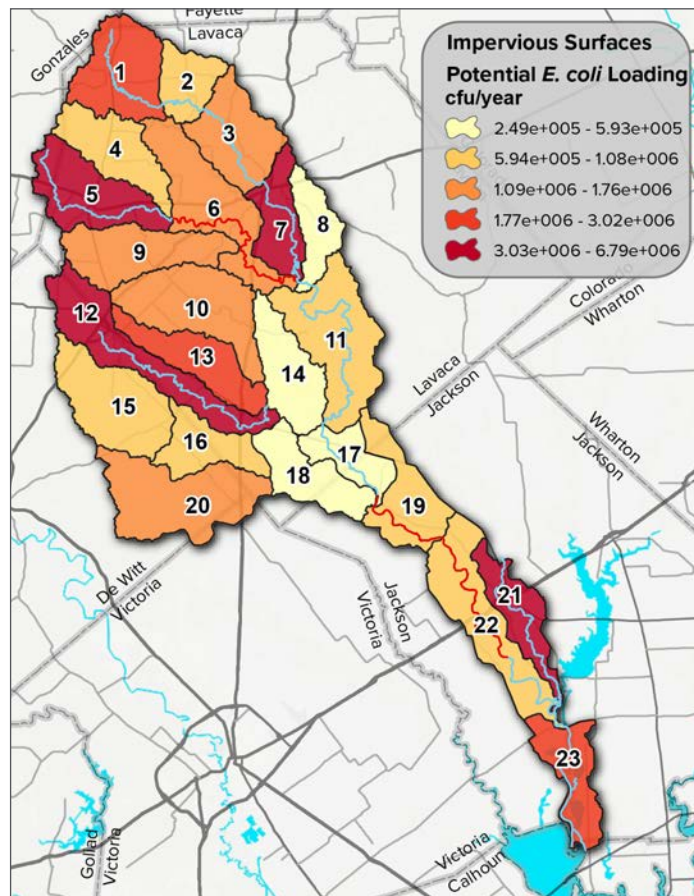 Fayette
Lavaca
Gonzales
Impervious Surfaces
Potential E. coli Loading
cfu/year
2.49e+005 - 5.93e+005
5.94e+005 - 1.08e+006
1.09e+006 - 1.76e+006
1.77e+006 - 3.02e+006
3.03e+006 - 6.79e+006
1
2
3
4
5
6
7
8
9
10
11
12
13
14
15
16
17
18
19
20
21
22
23
Colorado
Wharton
Lavaca
Jackson
Wharton
Jackson
De Witt
Victoria
Jackson
Victoria
Goliad
Victoria
Victoria
Calhoun